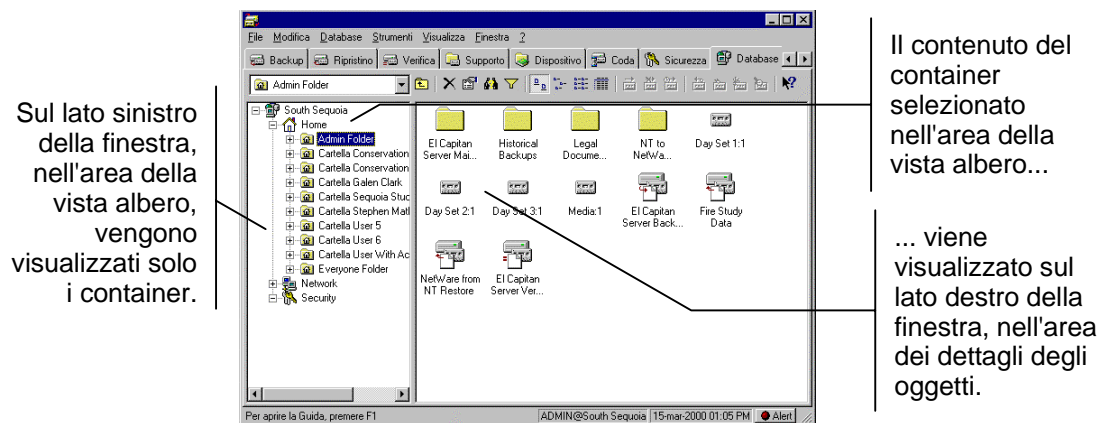 Sul lato sinistro
della finestra,
nell'area della
vista albero,
vengono
visualizzati solo
i container.
File Modifica Database Strumenti Visualizza Finestra ?
Backup Ripristino Verifica Supporto Dispositivo Coda Sicurezza Database
Admin Folder
South Sequoia
Home
Admin Folder
Cartella Conservation
Cartella Conservation
Cartella Galen Clark
Cartella Sequoia Stuc
Cartella Stephen Matl
Cartella User 5
Cartella User 6
Cartella User With Ac
Everyone Folder
Network
Security
El Capitan
Server Mai...
Historical
Backups
Legal
Docume...
NT to
NetWa...
Day Set 1:1
Day Set 2:1
Day Set 3:1
Media:1
El Capitan
Server Back...
Fire Study
Data
NetWare from
NT Restore
El Capitan
Server Ver...
Per aprire la Guida, premere F1
ADMIN@South Sequoia 15-mar-2000 01:05 PM Alert
Il contenuto del
container
selezionato
nell'area della
vista albero...
... viene
visualizzato sul
lato destro della
finestra, nell'area
dei dettagli degli
oggetti.